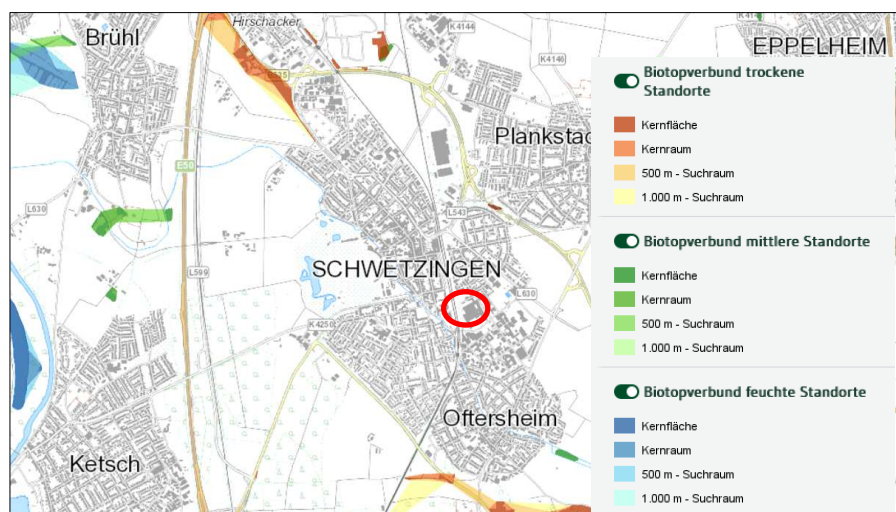 Hirschacker
Brühl
K4144
K414
EPPELHEIM
K4146
Plankstad
E50
L630
L543
L599
SCHWETZINGEN
L630
K4250
Oftersheim
Ketsch
Biotopverbund trockene
Standorte
Kernfläche
Kernraum
500 m - Suchraum
1.000 m - Suchraum
Biotopverbund mittlere Standorte
Kernfläche
Kernraum
500 m - Suchraum
1.000 m - Suchraum
Biotopverbund feuchte Standorte
Kernfläche
Kernraum
500 m - Suchraum
1.000 m - Suchraum